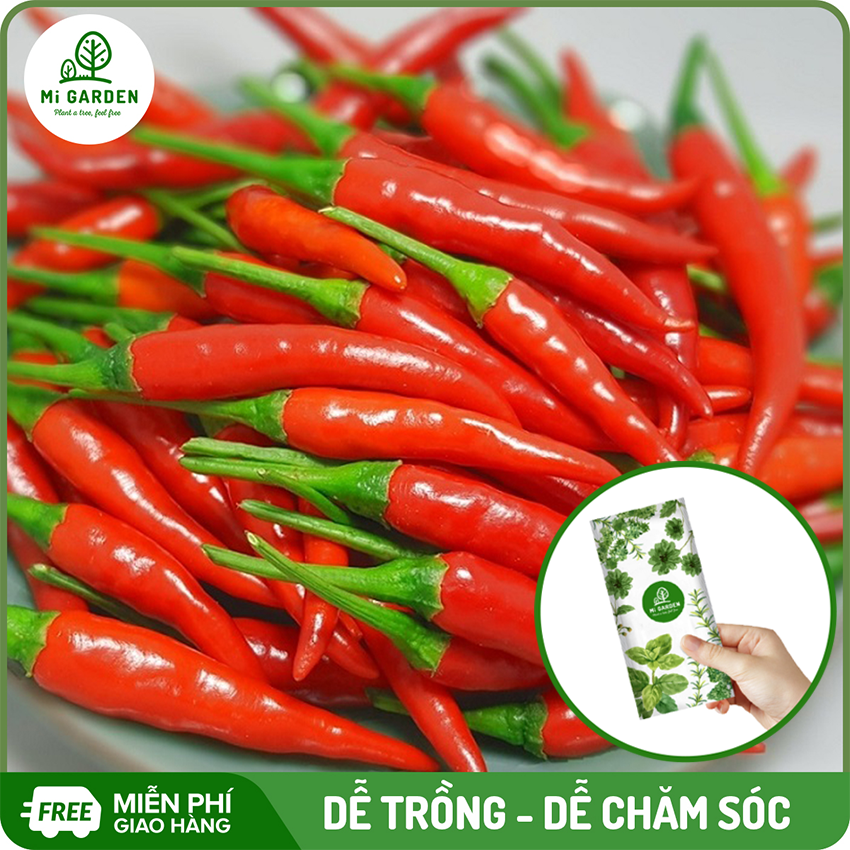 Mi GARDEN
Plant a tree, feel free
Mi GARDEN
FREE
MIỄN PHÍ
GIAO HÀNG
DỄ TRỒNG - DỄ CHĂM SÓC